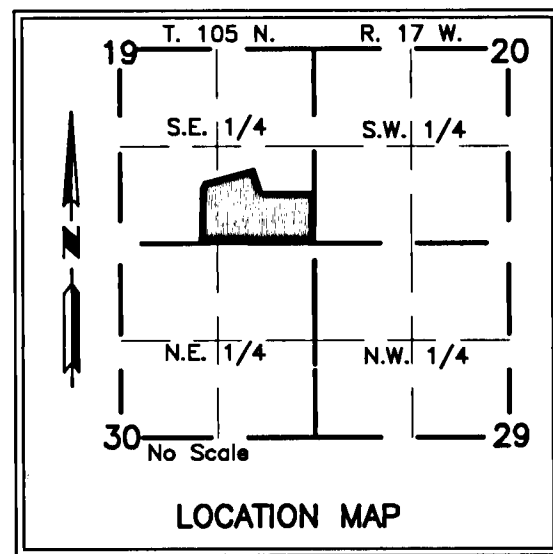 T. 105 N. R. 17 W.
19 20
S.E. 1/4 S.W. 1/4
N
N.E. 1/4 N.W. 1/4
30 29
No Scale
LOCATION MAP